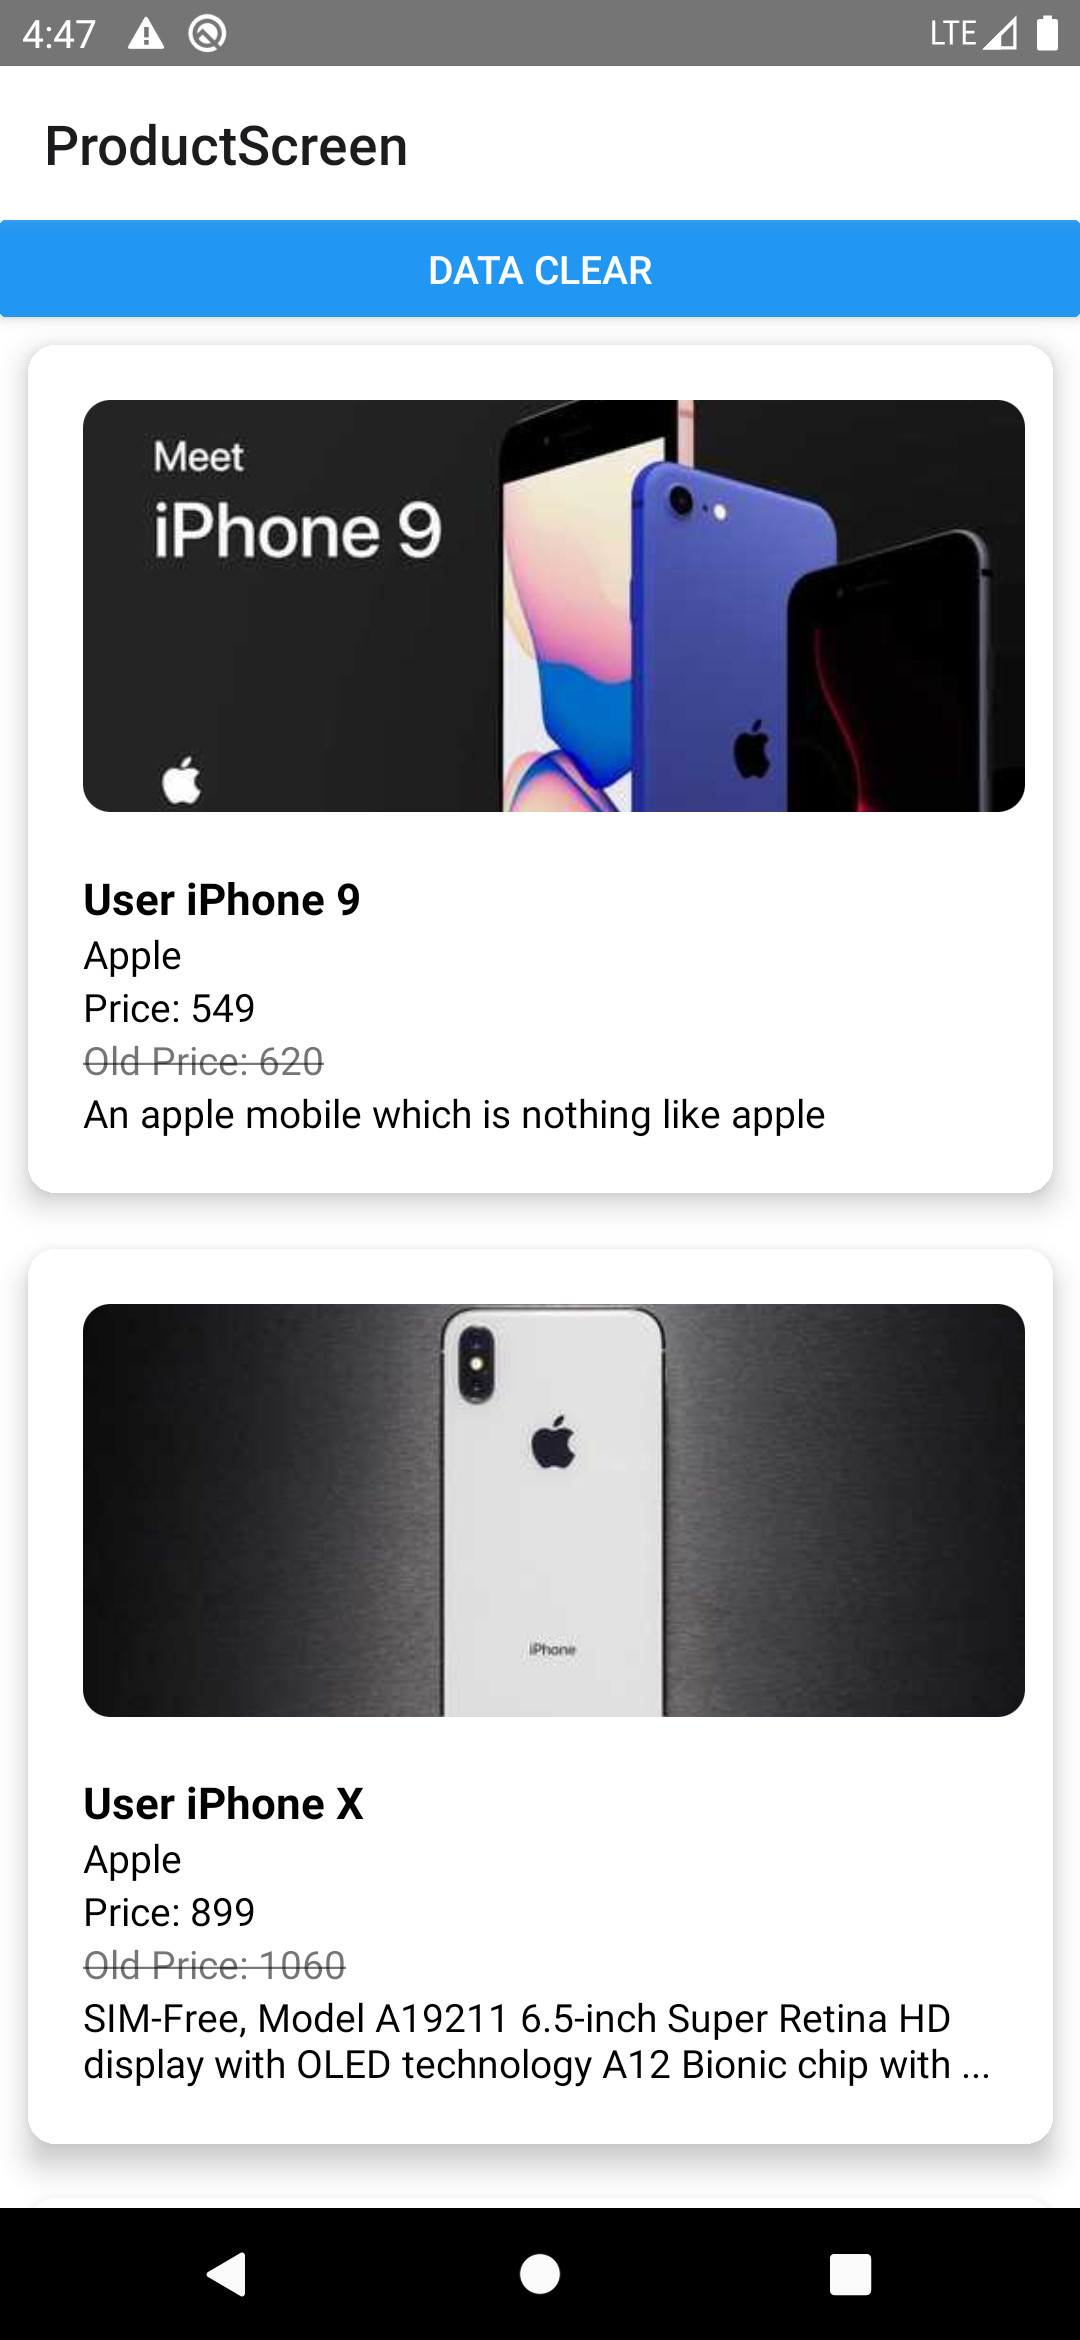 4:47
LTE
ProductScreen
DATA CLEAR
Meet
iPhone 9
User iPhone 9
Apple
Price: 549
Old Price: 620
An apple mobile which is nothing like apple
iPhone
User iPhone X
Apple
Price: 899
Old Price: 1060
SIM-Free, Model A19211 6.5-inch Super Retina HD
display with OLED technology A12 Bionic chip with ...